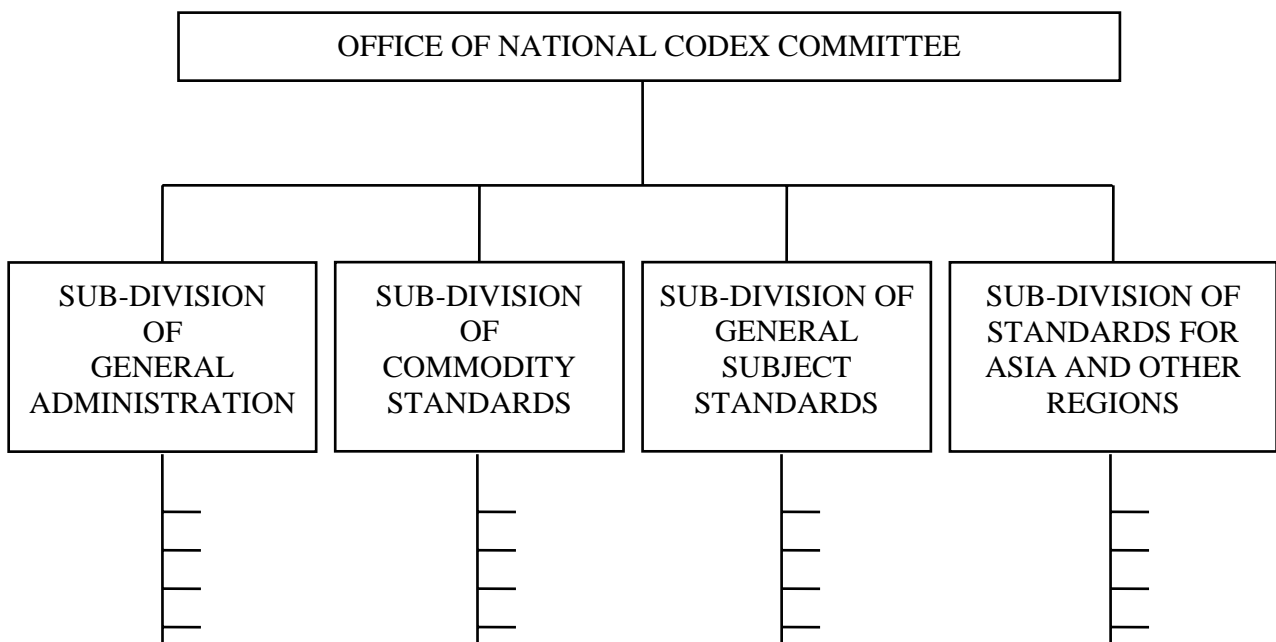 OFFICE OF NATIONAL CODEX COMMITTEE
SUB-DIVISION
OF
GENERAL
ADMINISTRATION
SUB-DIVISION
OF
COMMODITY
STANDARDS
SUB-DIVISION OF
GENERAL
SUBJECT
STANDARDS
SUB-DIVISION OF
STANDARDS FOR
ASIA AND OTHER
REGIONS